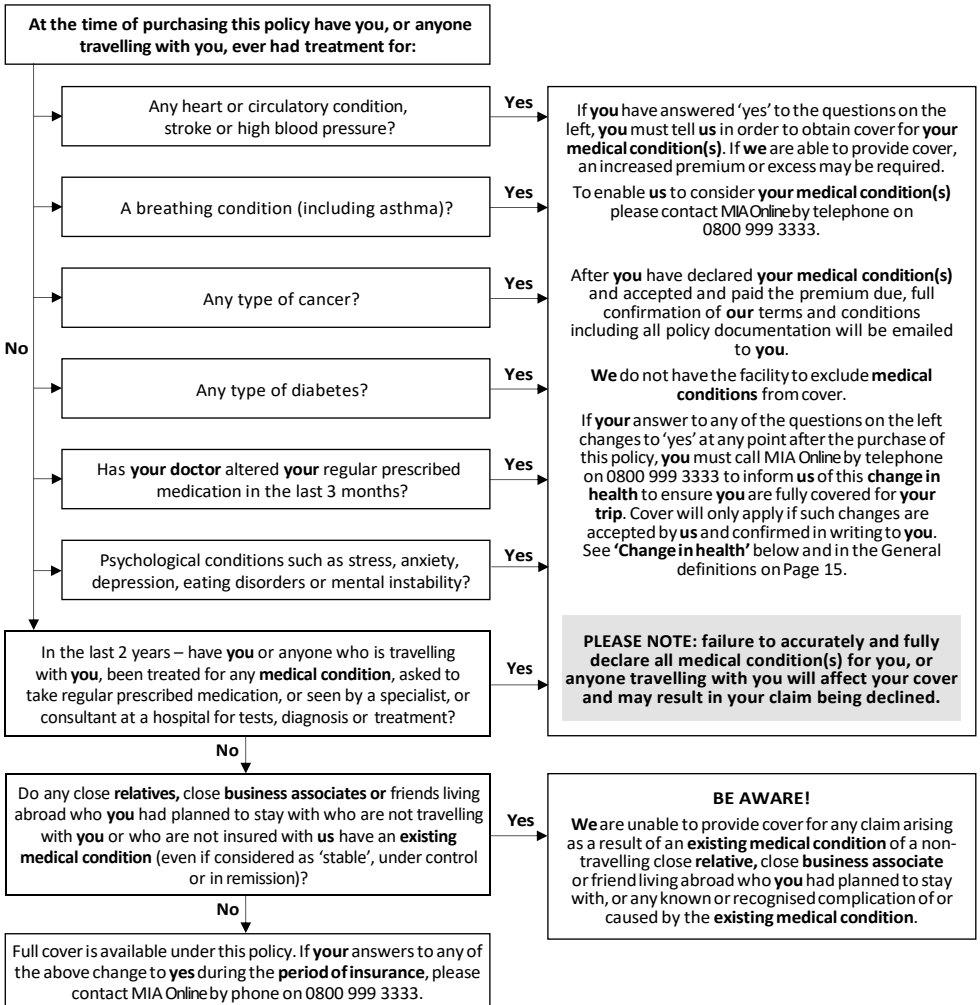 At the time of purchasing this policy have you, or anyone
travelling with you, ever had treatment for:
Any heart or circulatory condition,
stroke or high blood pressure?
Yes
A breathing condition (including asthma)?
Yes
Any type of cancer?
Yes
No
Any type of diabetes?
Yes
Has your doctor altered your regular prescribed
medication in the last 3 months?
Yes
Psychological conditions such as stress, anxiety,
depression, eating disorders or mental instability?
Yes
If you have answered ‘yes’ to the questions on the
left, you must tell us in order to obtain cover for your
medical condition(s). If we are able to provide cover,
an increased premium or excess may be required.
To enable us to consider your medical condition(s)
please contact MIA Online by telephone on
0800 999 3333.
After you have declared your medical condition(s)
and accepted and paid the premium due, full
confirmation of our terms and conditions
including all policy documentation will be emailed
to you.
We do not have the facility to exclude medical
conditions from cover.
If your answer to any of the questions on the left
changes to ‘yes’ at any point after the purchase of
this policy, you must call MIA Online by telephone
on 0800 999 3333 to inform us of this change in
health to ensure you are fully covered for your
trip. Cover will only apply if such changes are
accepted by us and confirmed in writing to you.
See ‘Change in health’ below and in the General
definitions on Page 15.
PLEASE NOTE: failure to accurately and fully
declare all medical condition(s) for you, or
anyone travelling with you will affect your cover
and may result in your claim being declined.
In the last 2 years – have you or anyone who is travelling
with you, been treated for any medical condition, asked to
take regular prescribed medication, or seen by a specialist, or
consultant at a hospital for tests, diagnosis or treatment?
Yes
No
Do any close relatives, close business associates or friends living
abroad who you had planned to stay with who are not travelling
with you or who are not insured with us have an existing
medical condition (even if considered as ‘stable’, under control
or in remission)?
Yes
BE AWARE!
We are unable to provide cover for any claim arising
as a result of an existing medical condition of a non-
travelling close relative, close business associate
or friend living abroad who you had planned to stay
with, or any known or recognised complication of or
caused by the existing medical condition.
No
Full cover is available under this policy. If your answers to any of
the above change to yes during the period of insurance, please
contact MIA Online by phone on 0800 999 3333.